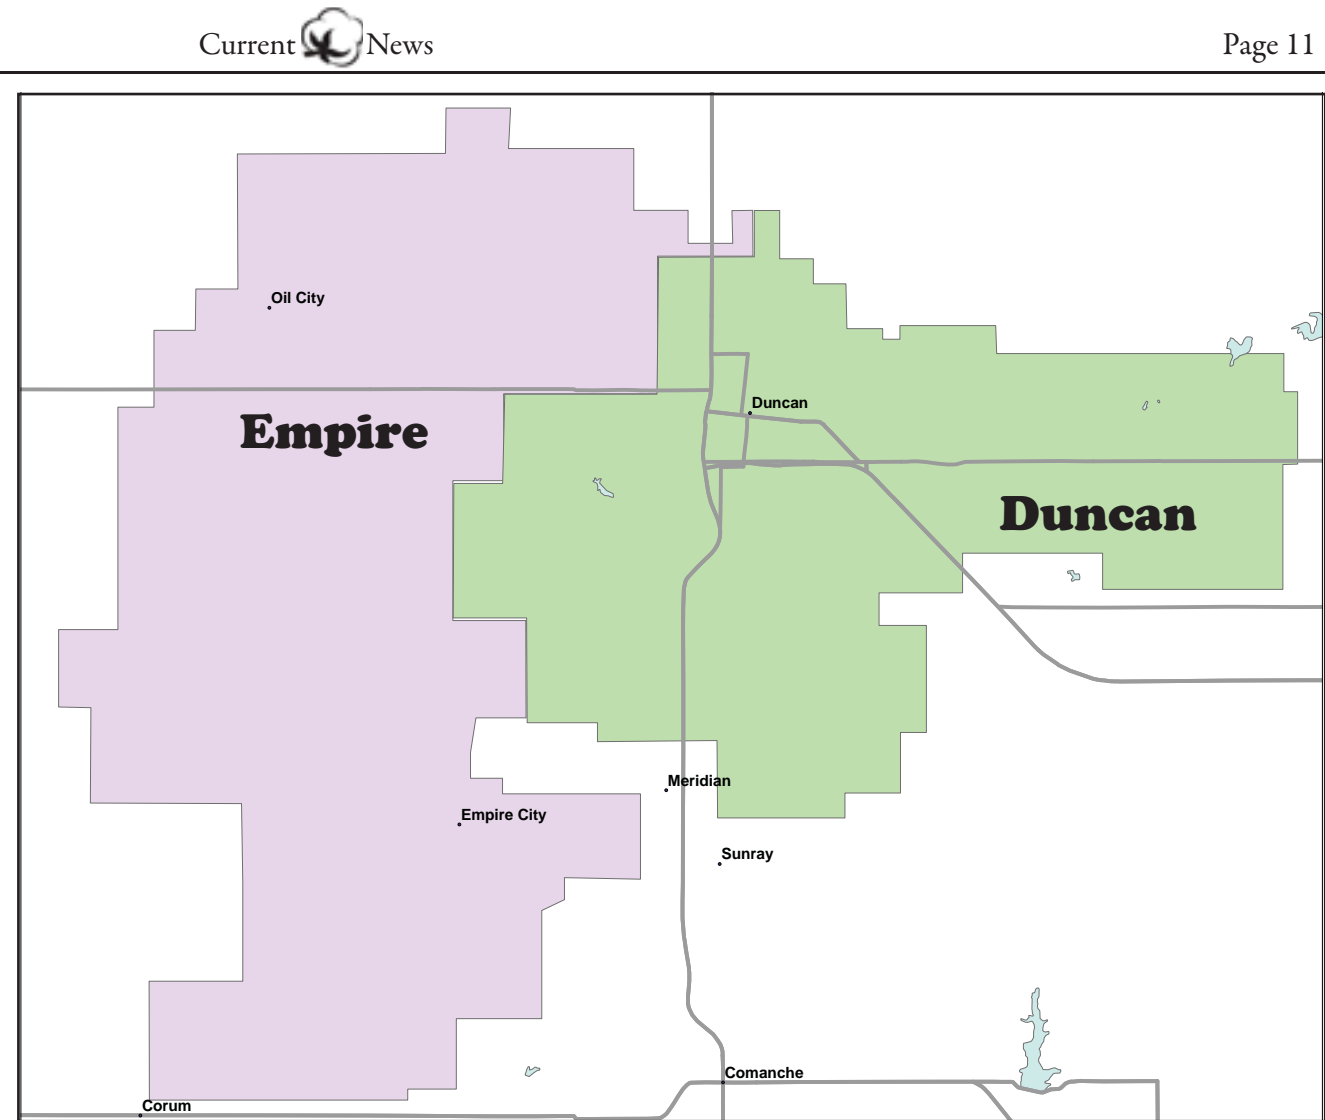 Current News
Page 11
Oil City
Duncan
Empire
Duncan
Meridian
Empire City
Sunray
Comanche
Corum